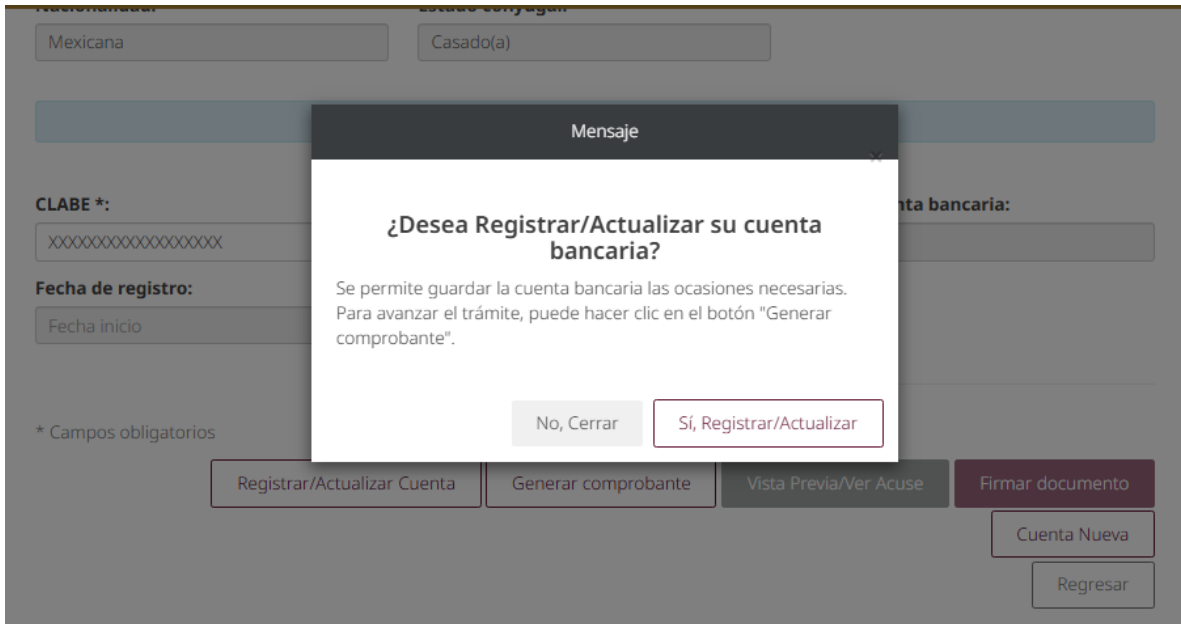 Nacionalidad:
Estado conyugal:
Mexicana
Casado(a)
Mensaje
×
CLABE *:
nta bancaria:
¿Desea Registrar/Actualizar su cuenta
bancaria?
XXXXXXXXXXXXXXXXXX
Fecha de registro:
Se permite guardar la cuenta bancaria las ocasiones necesarias.
Para avanzar el trámite, puede hacer clic en el botón "Generar
comprobante".
Fecha inicio
No, Cerrar
Sí, Registrar/Actualizar
* Campos obligatorios
Registrar/Actualizar Cuenta
Generar comprobante
Vista Previa/Ver Acuse
Firmar documento
Cuenta Nueva
Regresar